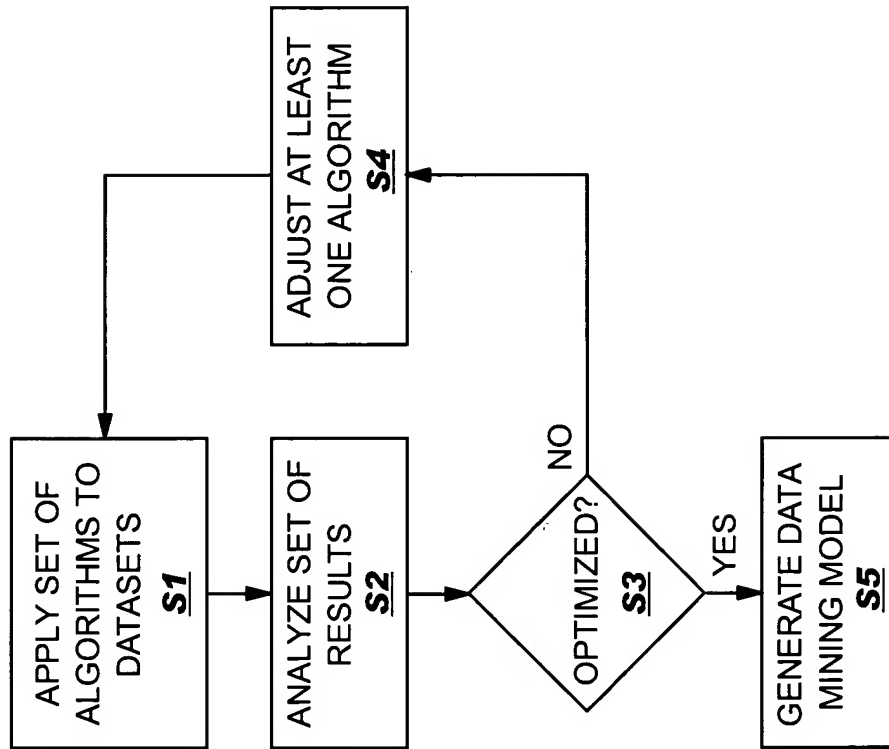 APPLY SET OF
ALGORITHMS TO
DATASETS
S1
ANALYZE SET OF
RESULTS
S2
OPTIMIZED?
S3
NO
YES
ADJUST AT LEAST
ONE ALGORITHM
S4
GENERATE DATA
MINING MODEL
S5